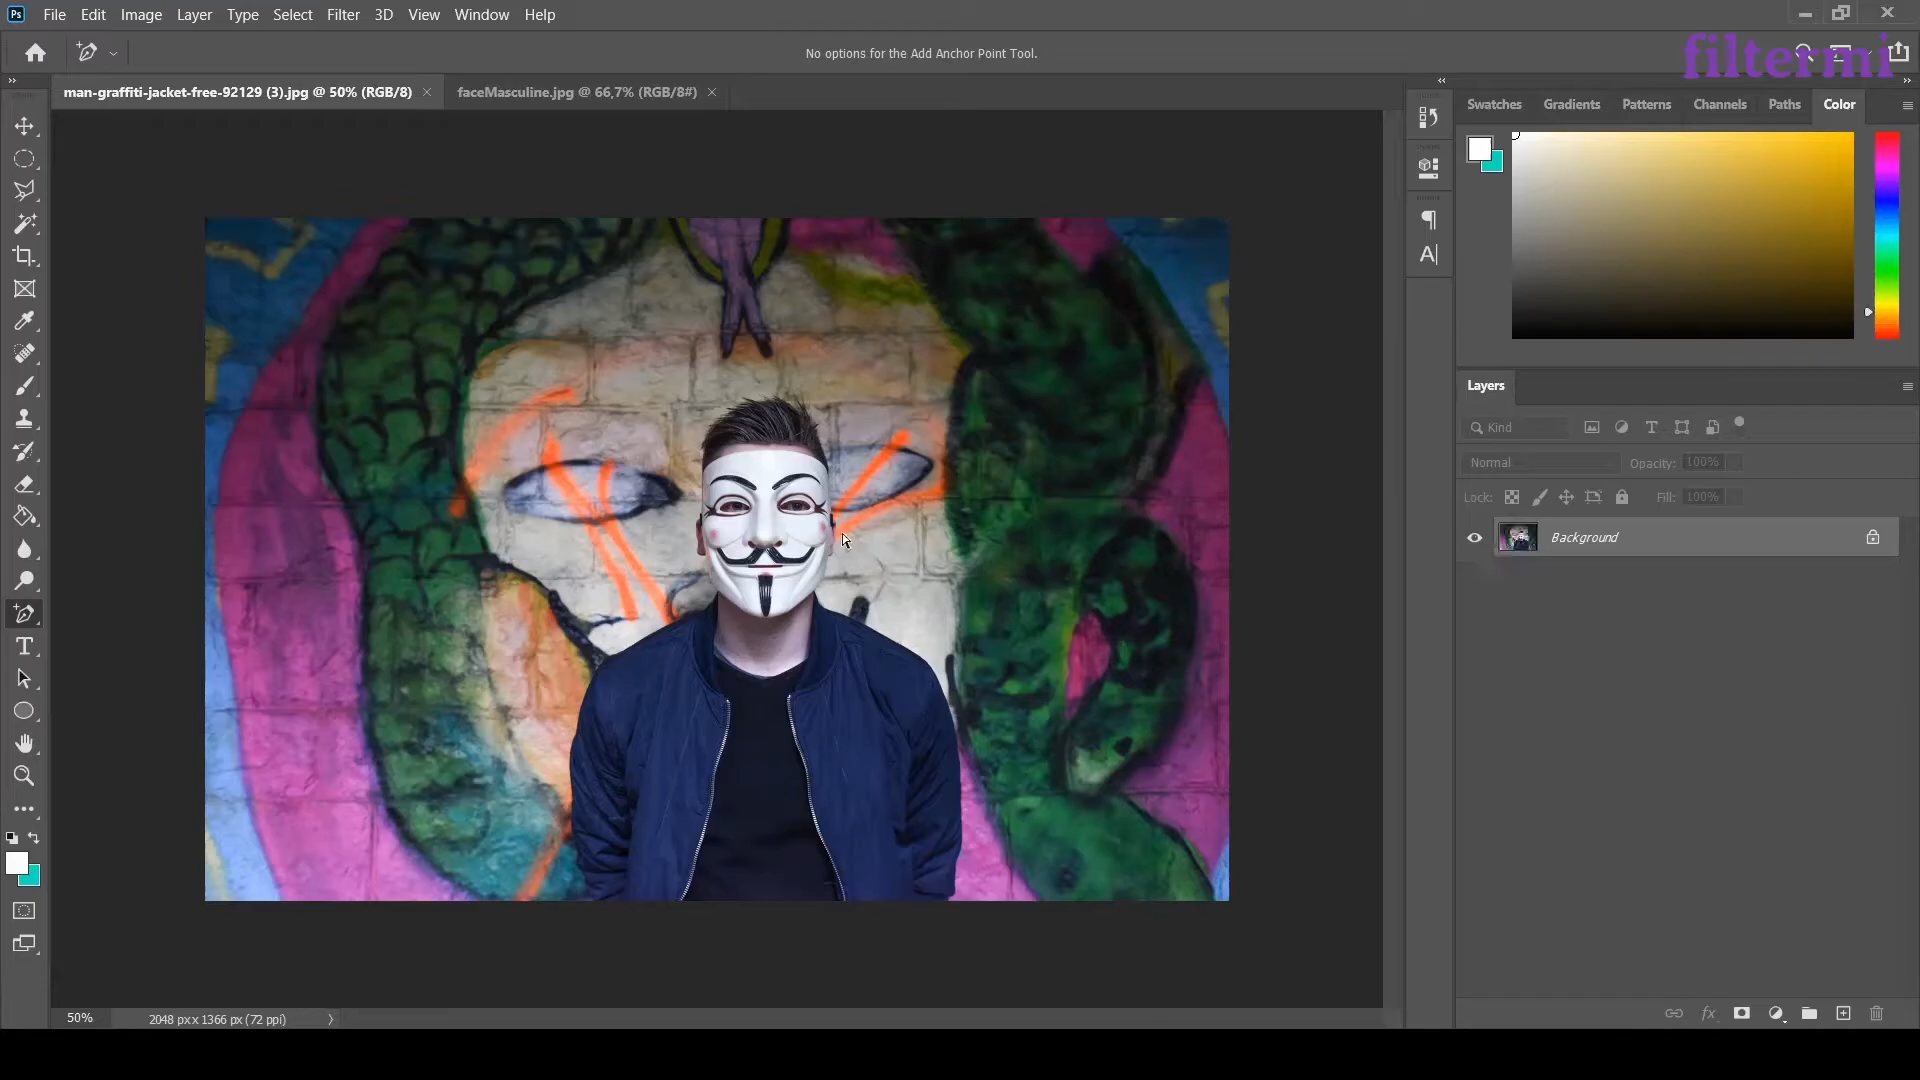 Ps File Edit Image Layer Type Select Filter 3D View Window Help
No options for the Add Anchor Point Tool.
filtermi
man-graffiti-jacket-free-92129 (3).jpg @ 50% (RGB/8)
faceMasculine.jpg @ 66,7% (RGB/8#)
Swatches Gradients Patterns Channels Paths Color
Layers
Kind
Normal Opacity: 100%
Lock: Fill: 100%
Background
50% 2048 px x 1366 px (72 ppi)